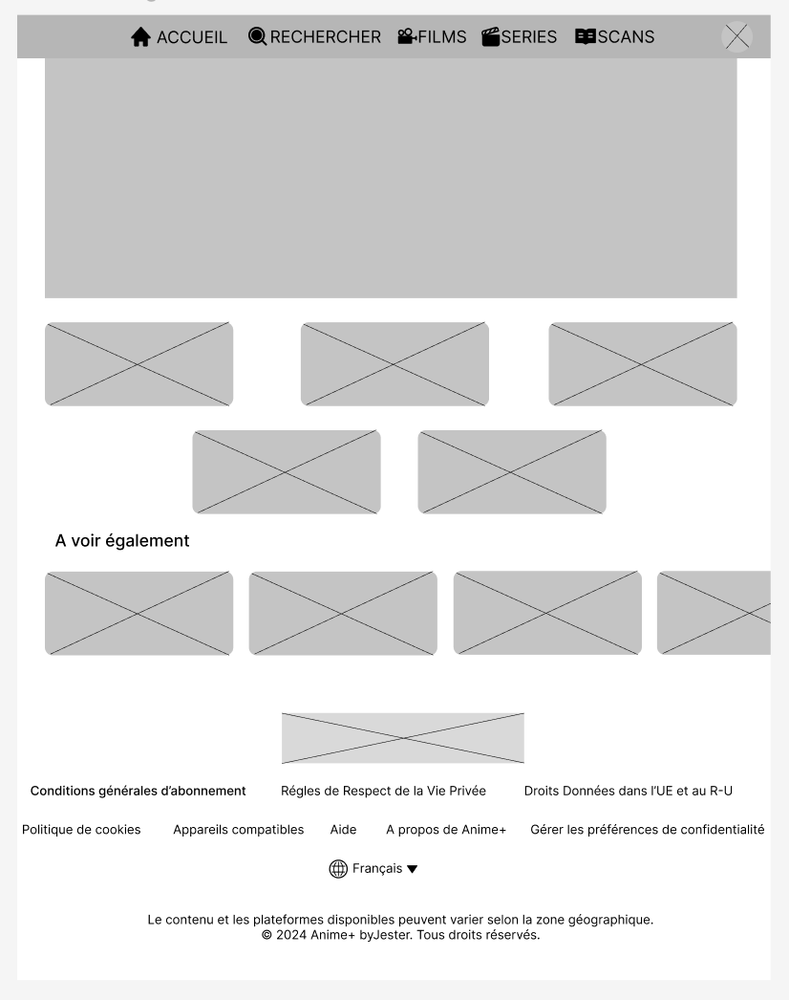 ACCUEIL RECHERCHER FILMS SERIES SCANS
A voir également
Conditions générales d’abonnement Régles de Respect de la Vie Privée Droits Données dans l’UE et au R-U
Politique de cookies Appareils compatibles Aide A propos de Anime+ Gérer les préférences de confidentialité
Français
Le contenu et les plateformes disponibles peuvent varier selon la zone géographique.
© 2024 Anime+ byJester. Tous droits réservés.